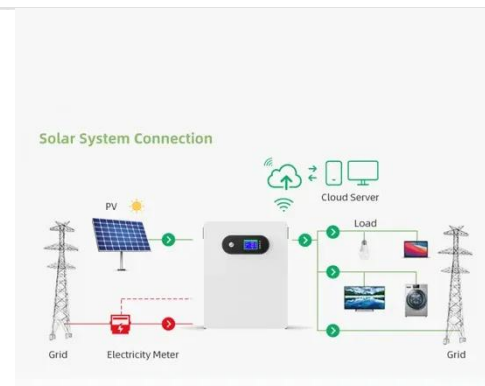 Solar System Connection
Cloud Server
PV
Load
Grid
Electricity Meter
Grid